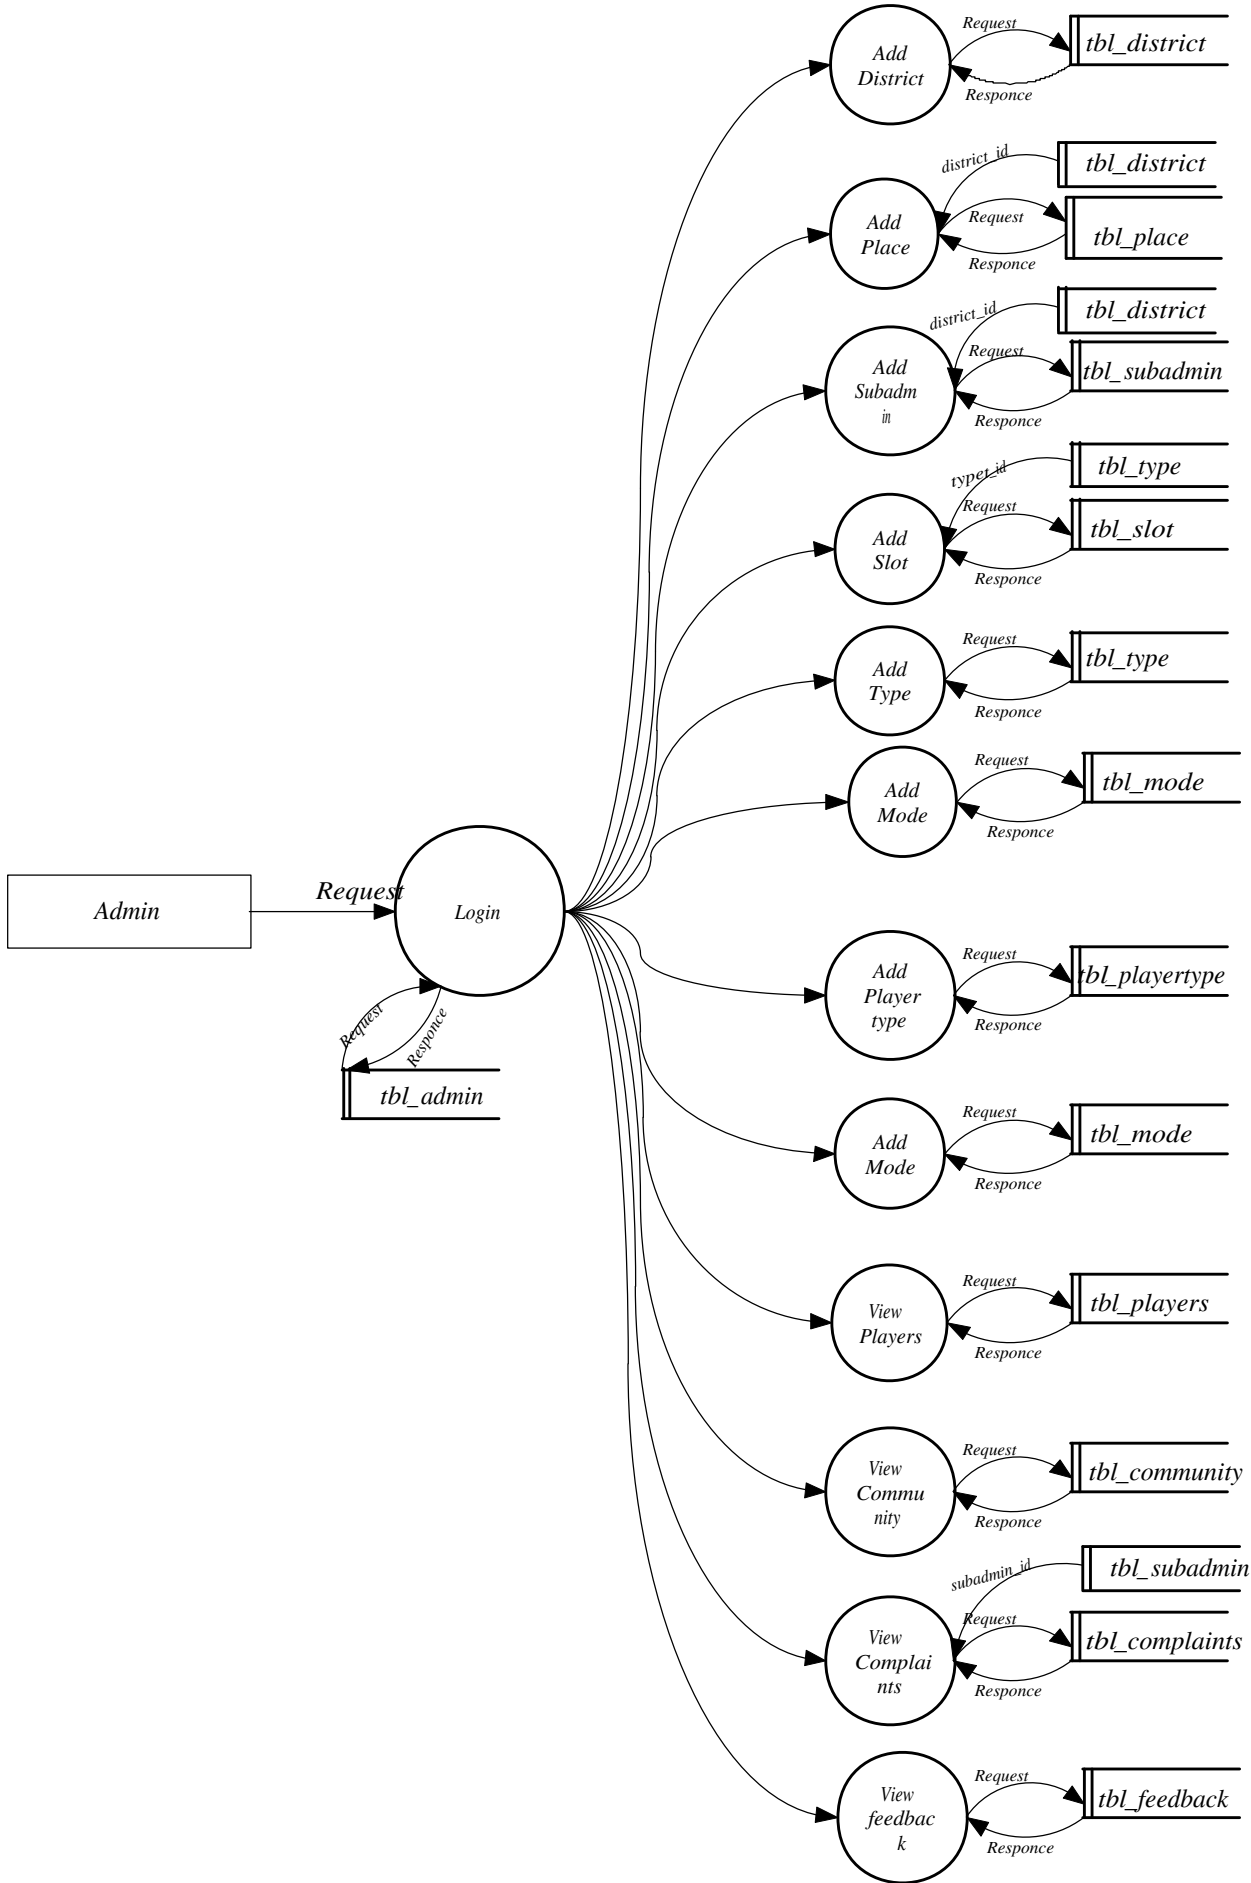 Add
District
Request
tbl_district
Responce
district_id
tbl_district
Add
Place
Request
tbl_place
Responce
district_id
tbl_district
Add
Subadm
in
Request
tbl_subadmin
Responce
typet_id
tbl_type
Add
Slot
Request
tbl_slot
Responce
Add
Type
Request
tbl_type
Responce
Add
Mode
Request
tbl_mode
Responce
Admin
Request
Login
Request
Responce
tbl_admin
Add
Player
type
Request
tbl_playertype
Responce
Add
Mode
Request
tbl_mode
Responce
View
Players
Request
tbl_players
Responce
View
Commu
nity
Request
tbl_community
Responce
subadmin_id
tbl_subadmin
View
Complai
nts
Request
tbl_complaints
Responce
View
feedbac
k
Request
tbl_feedback
Responce